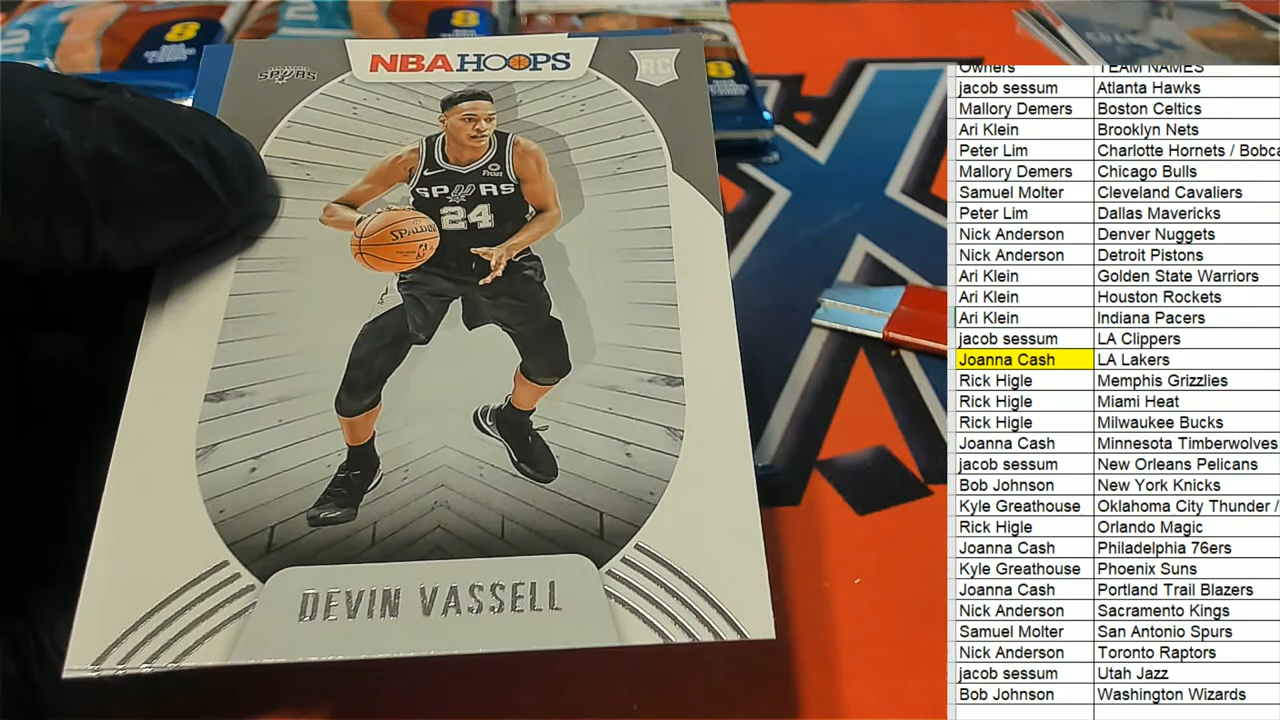 SPURS
NBA HOOPS
RC
SPURS
Frost
24
SPALDING
DEVIN VASSELL
8
8
8
Owners TEAM NAMES
jacob sessum Atlanta Hawks
Mallory Demers Boston Celtics
Ari Klein Brooklyn Nets
Peter Lim Charlotte Hornets / Bobca
Mallory Demers Chicago Bulls
Samuel Molter Cleveland Cavaliers
Peter Lim Dallas Mavericks
Nick Anderson Denver Nuggets
Nick Anderson Detroit Pistons
Ari Klein Golden State Warriors
Ari Klein Houston Rockets
Ari Klein Indiana Pacers
jacob sessum LA Clippers
Joanna Cash LA Lakers
Rick Higle Memphis Grizzlies
Rick Higle Miami Heat
Rick Higle Milwaukee Bucks
Joanna Cash Minnesota Timberwolves
jacob sessum New Orleans Pelicans
Bob Johnson New York Knicks
Kyle Greathouse Oklahoma City Thunder /
Rick Higle Orlando Magic
Joanna Cash Philadelphia 76ers
Kyle Greathouse Phoenix Suns
Joanna Cash Portland Trail Blazers
Nick Anderson Sacramento Kings
Samuel Molter San Antonio Spurs
Nick Anderson Toronto Raptors
jacob sessum Utah Jazz
Bob Johnson Washington Wizards